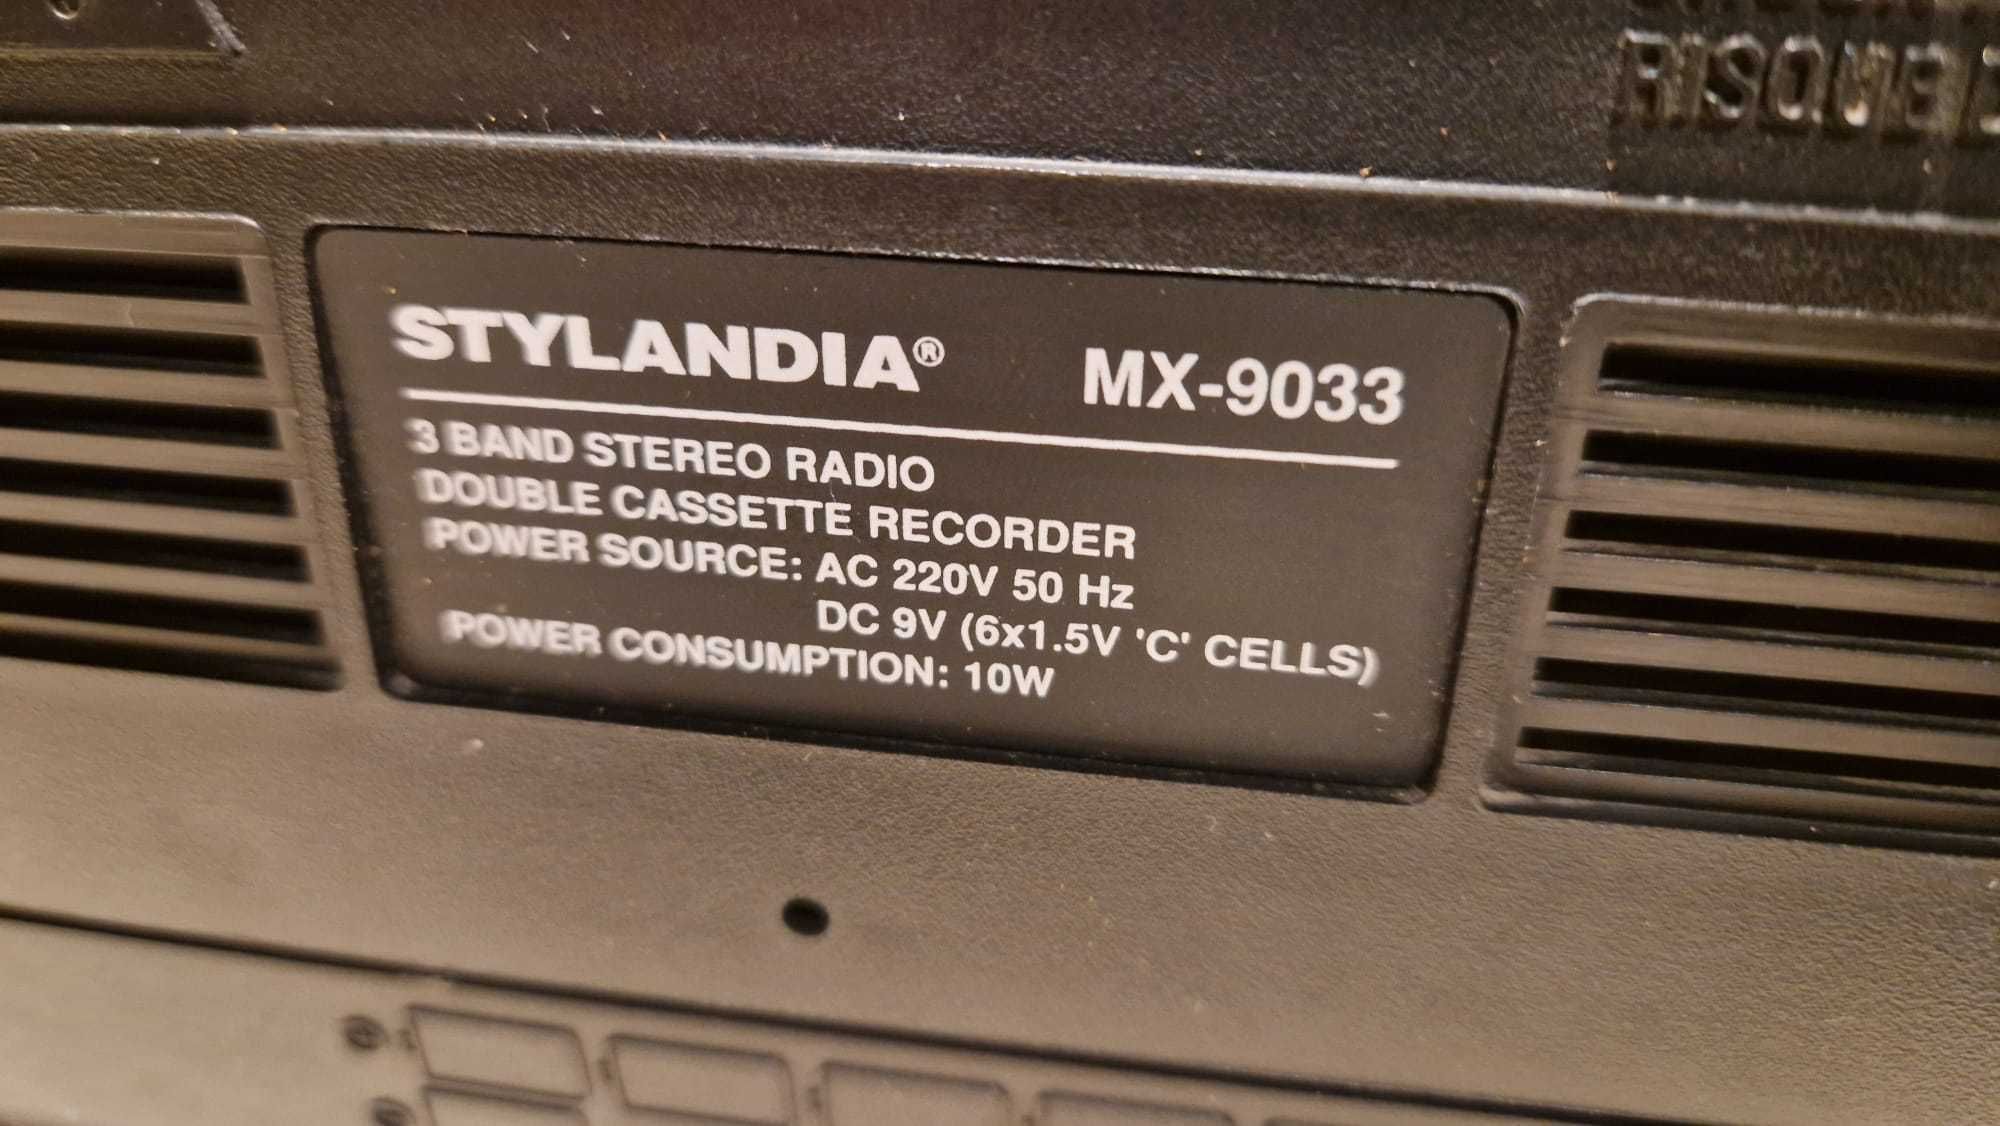 RISQUE D
STYLANDIA® MX-9033
3 BAND STEREO RADIO
DOUBLE CASSETTE RECORDER
POWER SOURCE: AC 220V 50 Hz
DC 9V (6x1.5V 'C' CELLS)
POWER CONSUMPTION: 10W